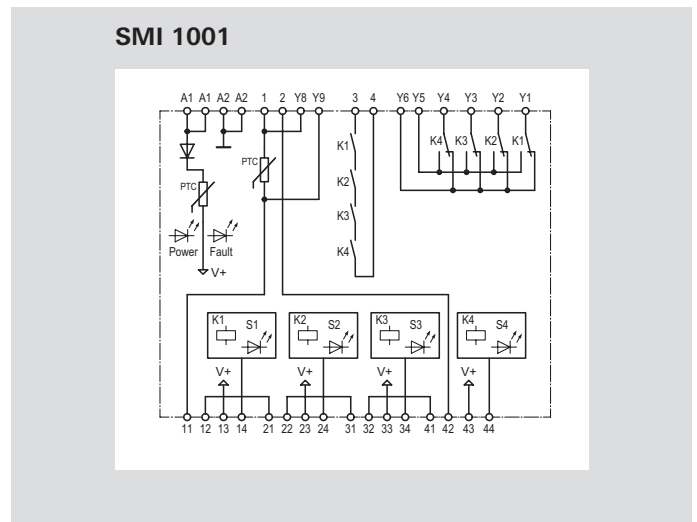 SMI 1001
A1 A1 A2 A2 1 2 Y8 Y9 3 4 Y6 Y5 Y4 Y3 Y2 Y1
K1 K4 K3 K2 K1
PTC
K2
PTC
K3
K4
Power Fault
V+
K1 S1 K2 S2 K3 S3 K4 S4
V+ V+ V+ V+
11 12 13 14 21 22 23 24 31 32 33 34 41 42 43 44